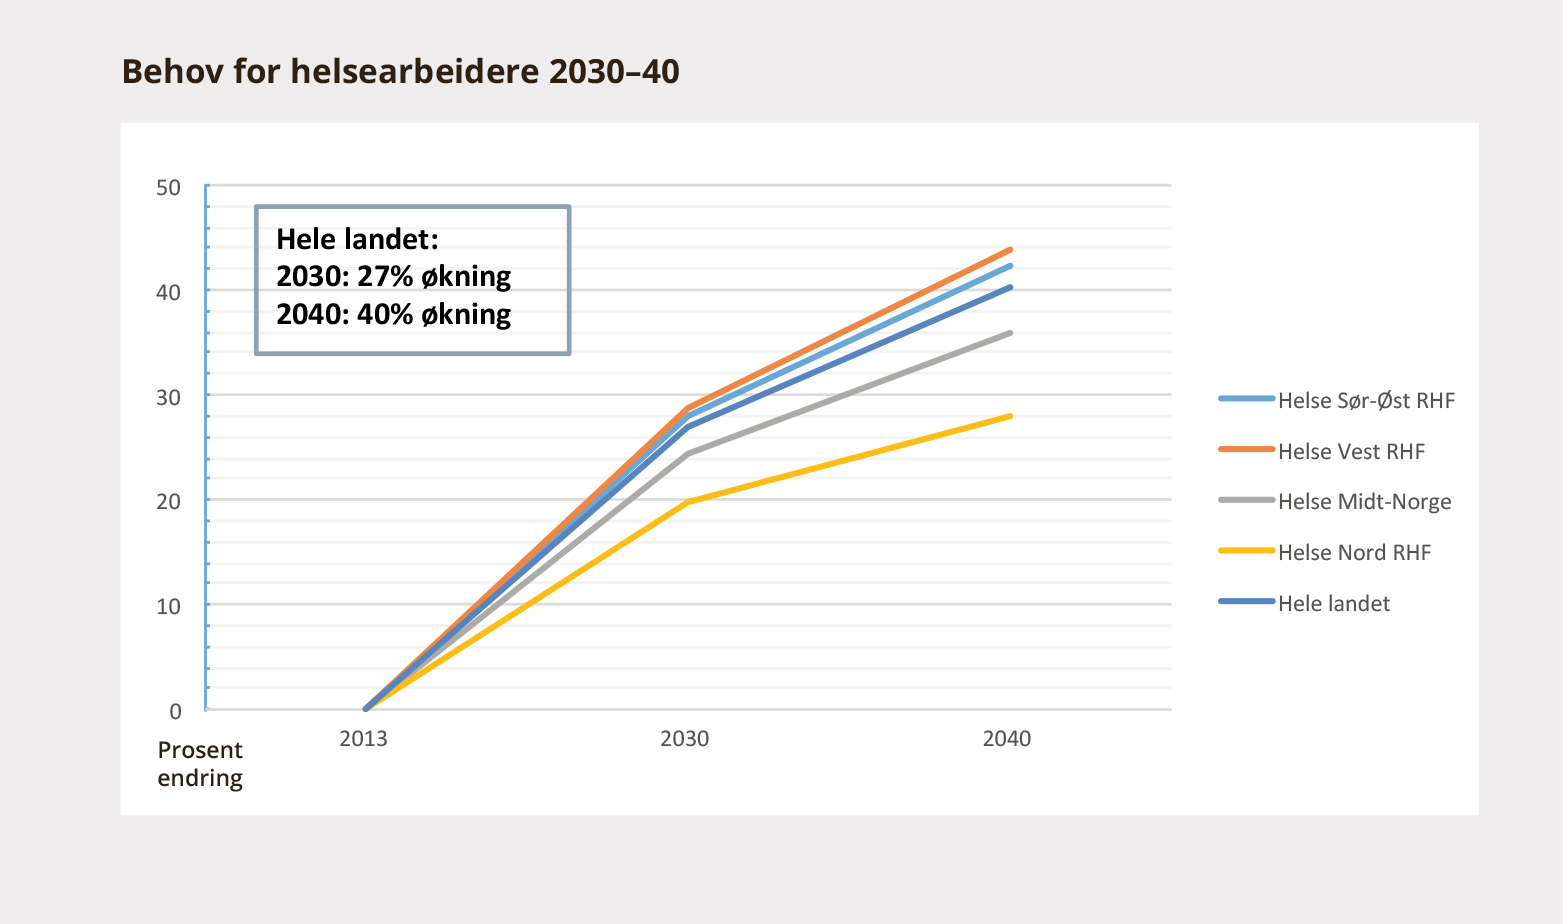 Behov for helsearbeidere 2030–40
50
40
30
20
10
0
Hele landet:
2030: 27% økning
2040: 40% økning
2013
2030
2040
Prosent
endring
Helse Sør-Øst RHF
Helse Vest RHF
Helse Midt-Norge
Helse Nord RHF
Hele landet